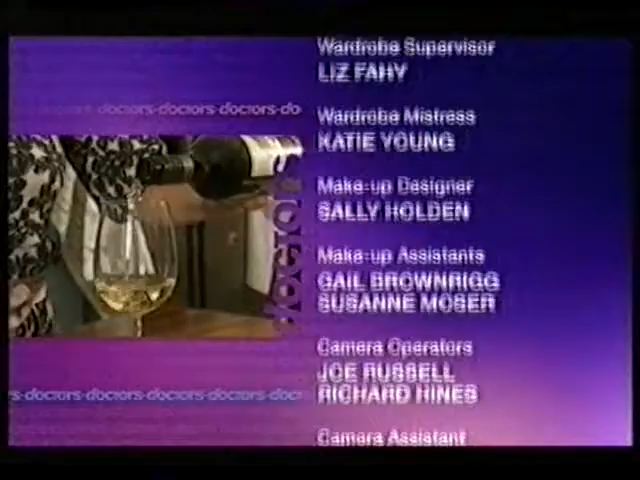 Wardrobe Supervisor
LIZ FAHY
doctors-doctors-doctors-do
Wardrobe Mistress
KATIE YOUNG
Make-up Designer
SALLY HOLDEN
doctors
Make-up Assistants
GAIL BROWNRIGG
SUSANNE MOSER
Camera Operators
JOE RUSSELL
RICHARD HINES
s-doctors-doctors-doctors-doctors
Camera Assistant